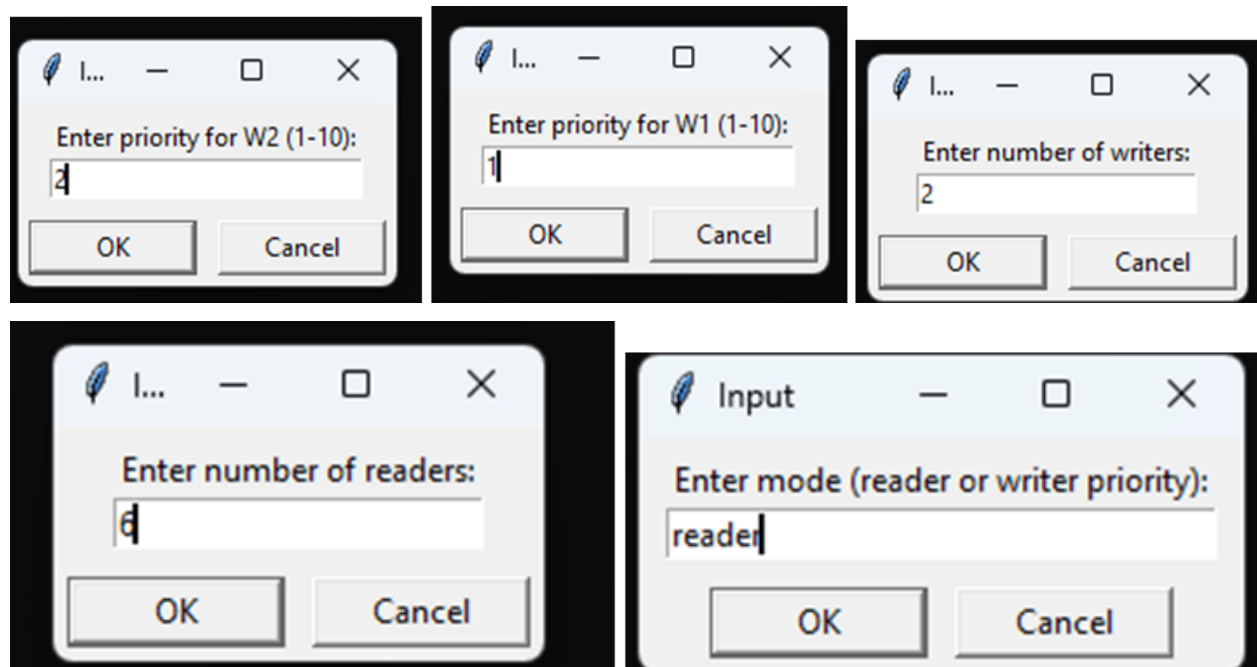 I...
Enter priority for W2 (1-10):
2
OK Cancel
I...
Enter priority for W1 (1-10):
1
OK Cancel
I...
Enter number of writers:
2
OK Cancel
I...
Enter number of readers:
6
OK Cancel
Input
Enter mode (reader or writer priority):
reader
OK Cancel